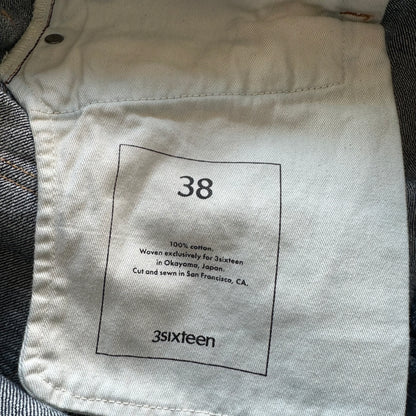 38
100% cotton.
Woven exclusively for 3sixteen
in Okayama, Japan.
Cut and sewn in San Francisco, CA.
3sixteen